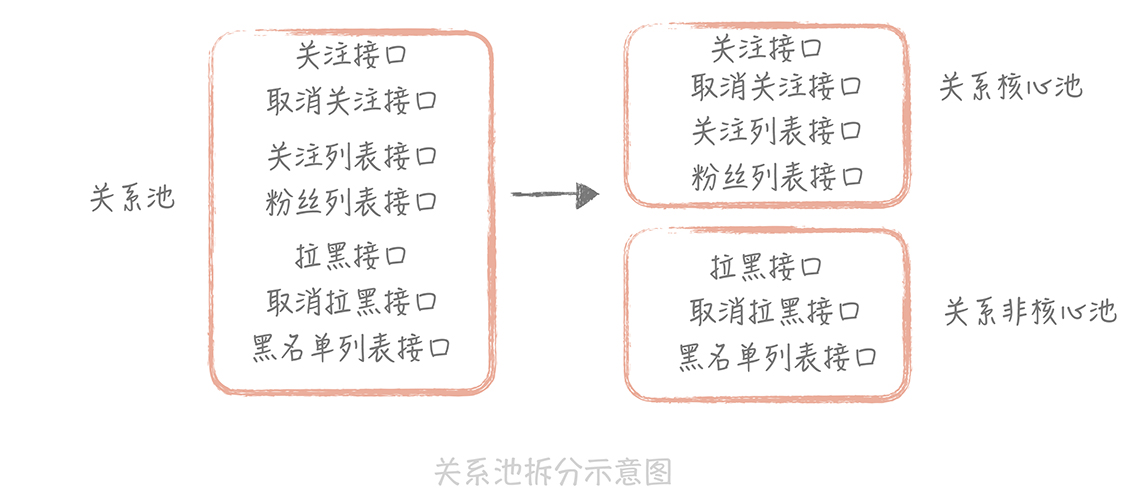 关系池
关注接口
取消关注接口
关注列表接口
粉丝列表接口
拉黑接口
取消拉黑接口
黑名单列表接口
关注接口
取消关注接口
关注列表接口
粉丝列表接口
关系核心池
拉黑接口
取消拉黑接口
黑名单列表接口
关系非核心池
关系池拆分示意图